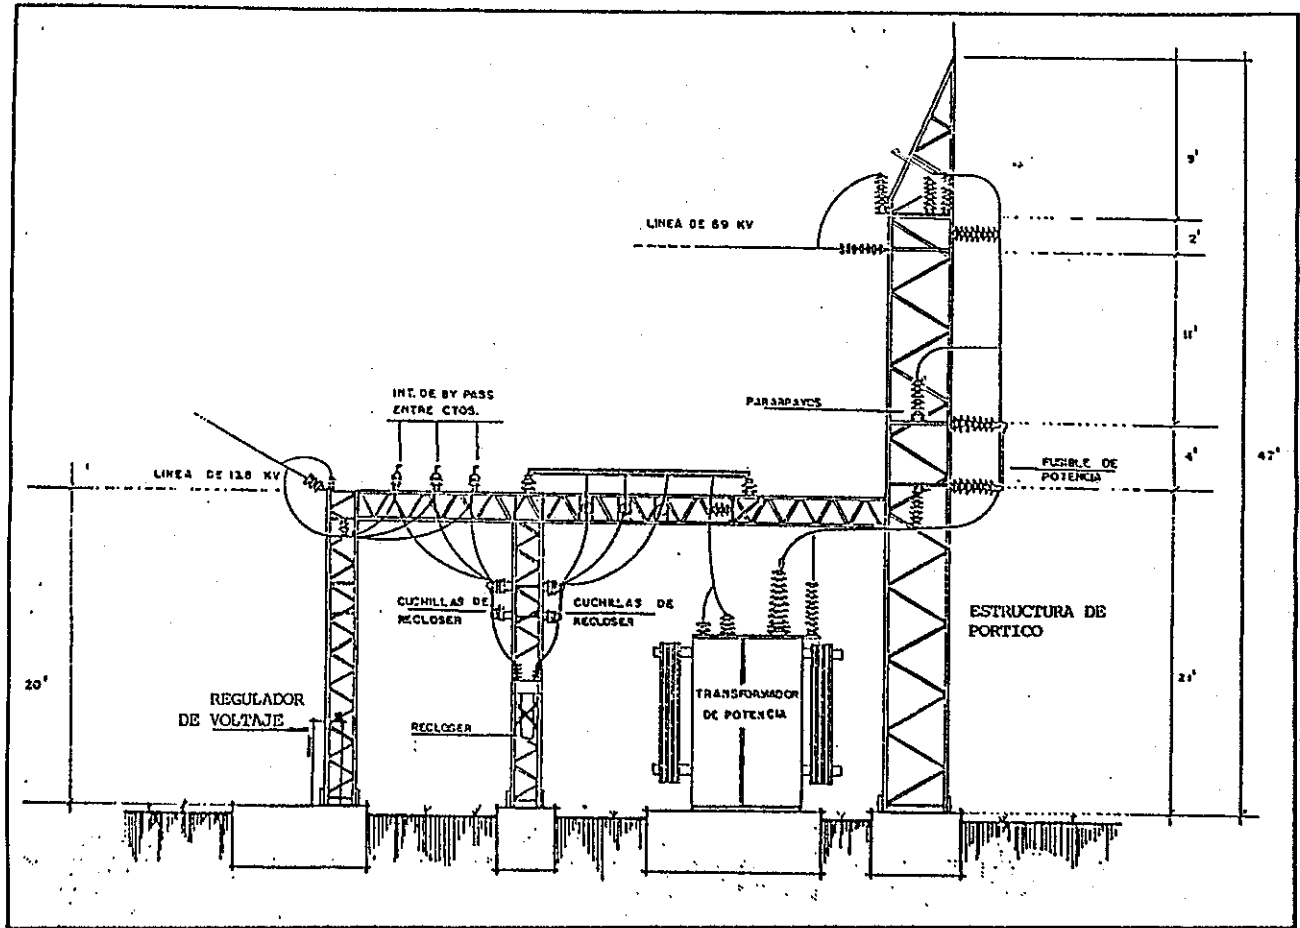 9'
LINEA DE 69 KV
2'
11'
INT. DE BY PASS
ENTRE CTOS.
PARARRAYOS
47'
4'
FUSIBLE DE
POTENCIA
LINEA DE 13.8 KV
CUCHILLAS DE
RECLOSER
CUCHILLAS DE
RECLOSER
ESTRUCTURA DE
PORTICO
20'
REGULADOR
DE VOLTAJE
TRANSFORMADOR
DE POTENCIA
RECLOSER